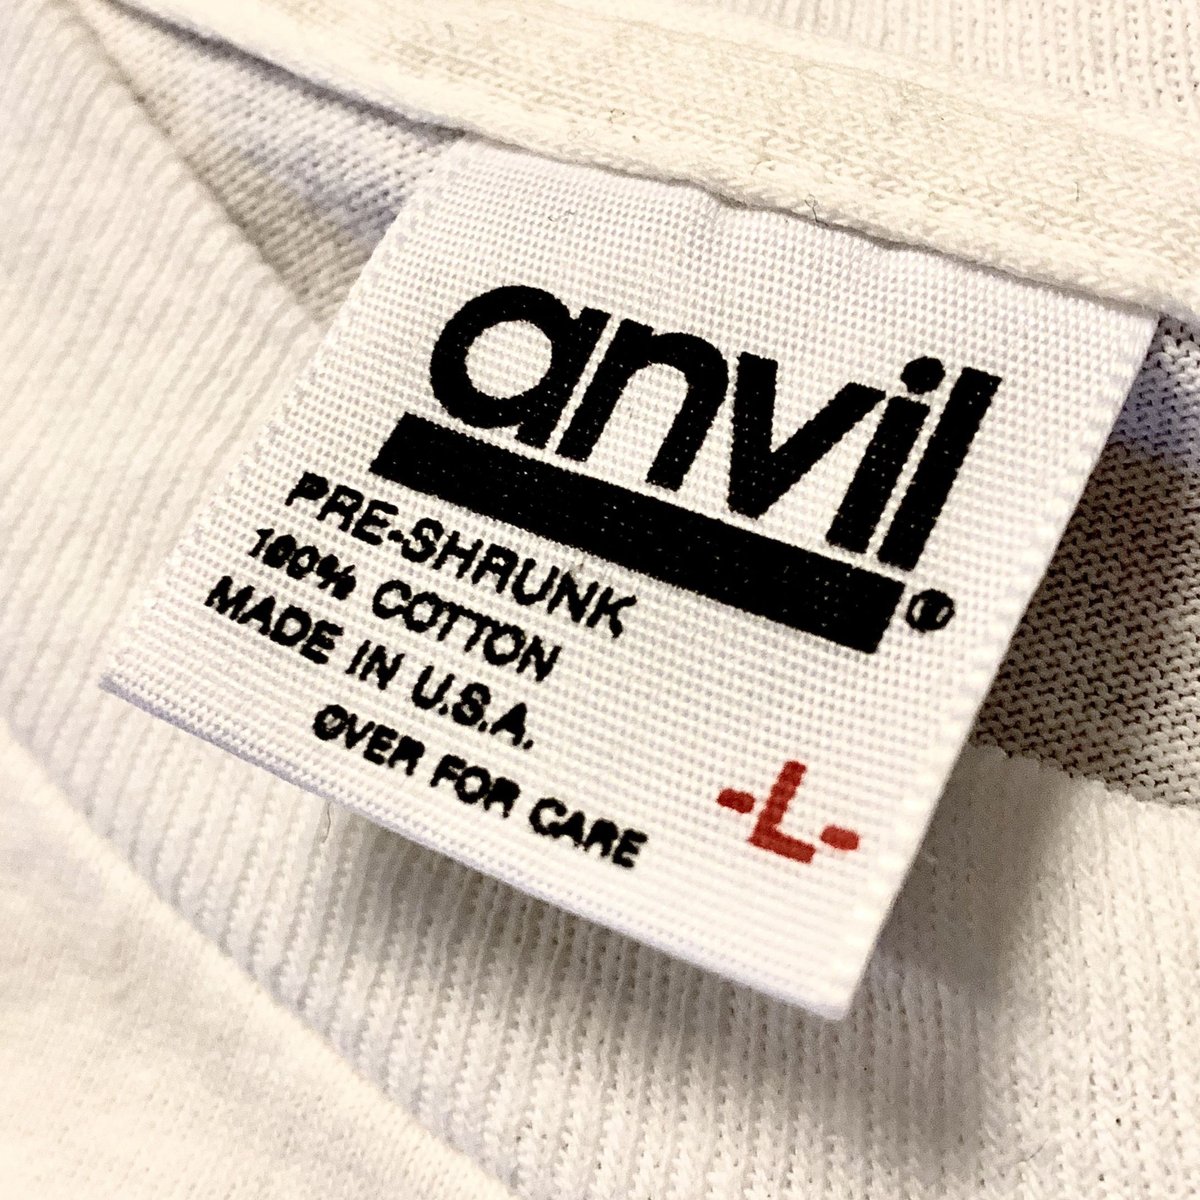 anvil®
PRE-SHRUNK
100% COTTON
MADE IN U.S.A.
OVER FOR CARE
-L-